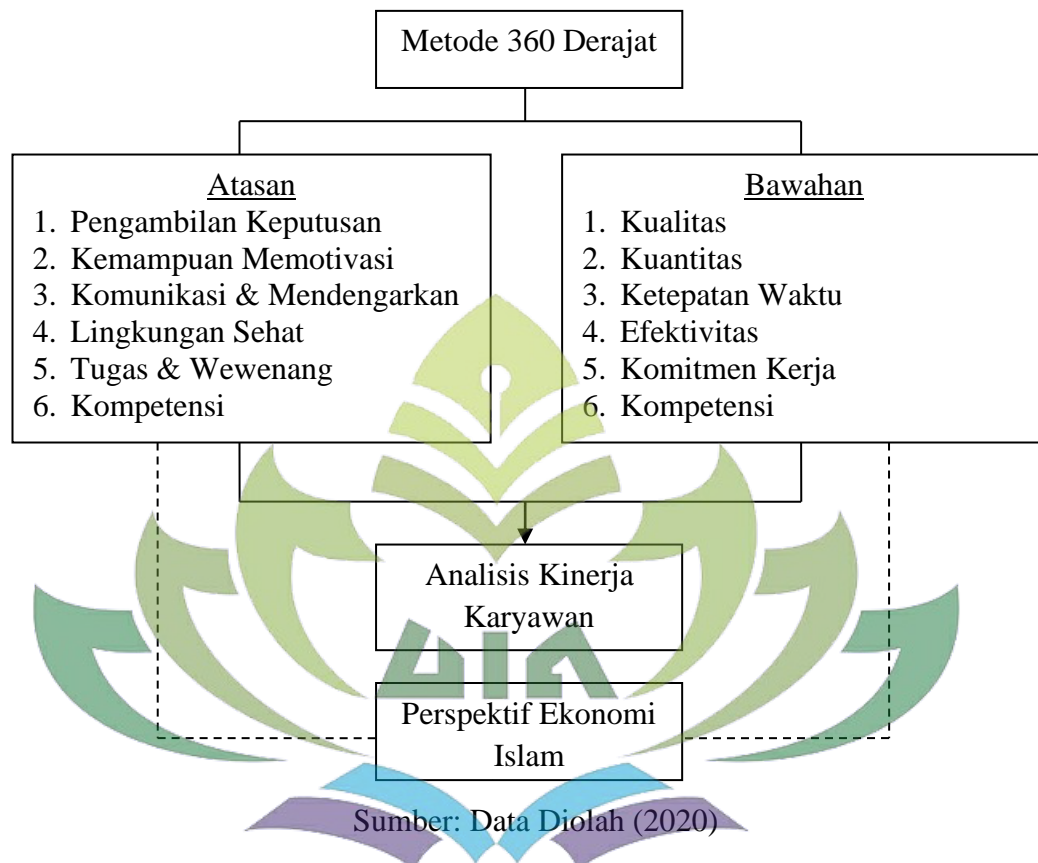 Metode 360 Derajat
Atasan
1. Pengambilan Keputusan
2. Kemampuan Memotivasi
3. Komunikasi & Mendengarkan
4. Lingkungan Sehat
5. Tugas & Wewenang
6. Kompetensi
Bawahan
1. Kualitas
2. Kuantitas
3. Ketepatan Waktu
4. Efektivitas
5. Komitmen Kerja
6. Kompetensi
Analisis Kinerja
Karyawan
UIN
Perspektif Ekonomi
Islam
Sumber: Data Diolah (2020)